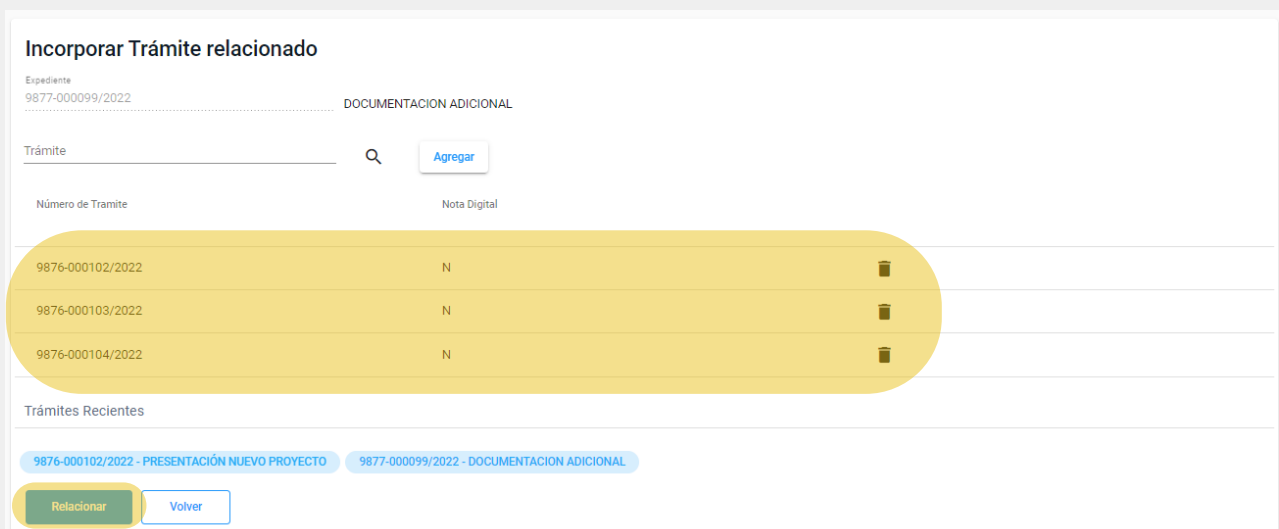 Incorporar Trámite relacionado
Expediente
9877-000099/2022 DOCUMENTACION ADICIONAL
Trámite Agregar
Número de Tramite Nota Digital
9876-000102/2022 N
9876-000103/2022 N
9876-000104/2022 N
Trámites Recientes
9876-000102/2022 - PRESENTACIÓN NUEVO PROYECTO 9877-000099/2022 - DOCUMENTACION ADICIONAL
Relacionar Volver